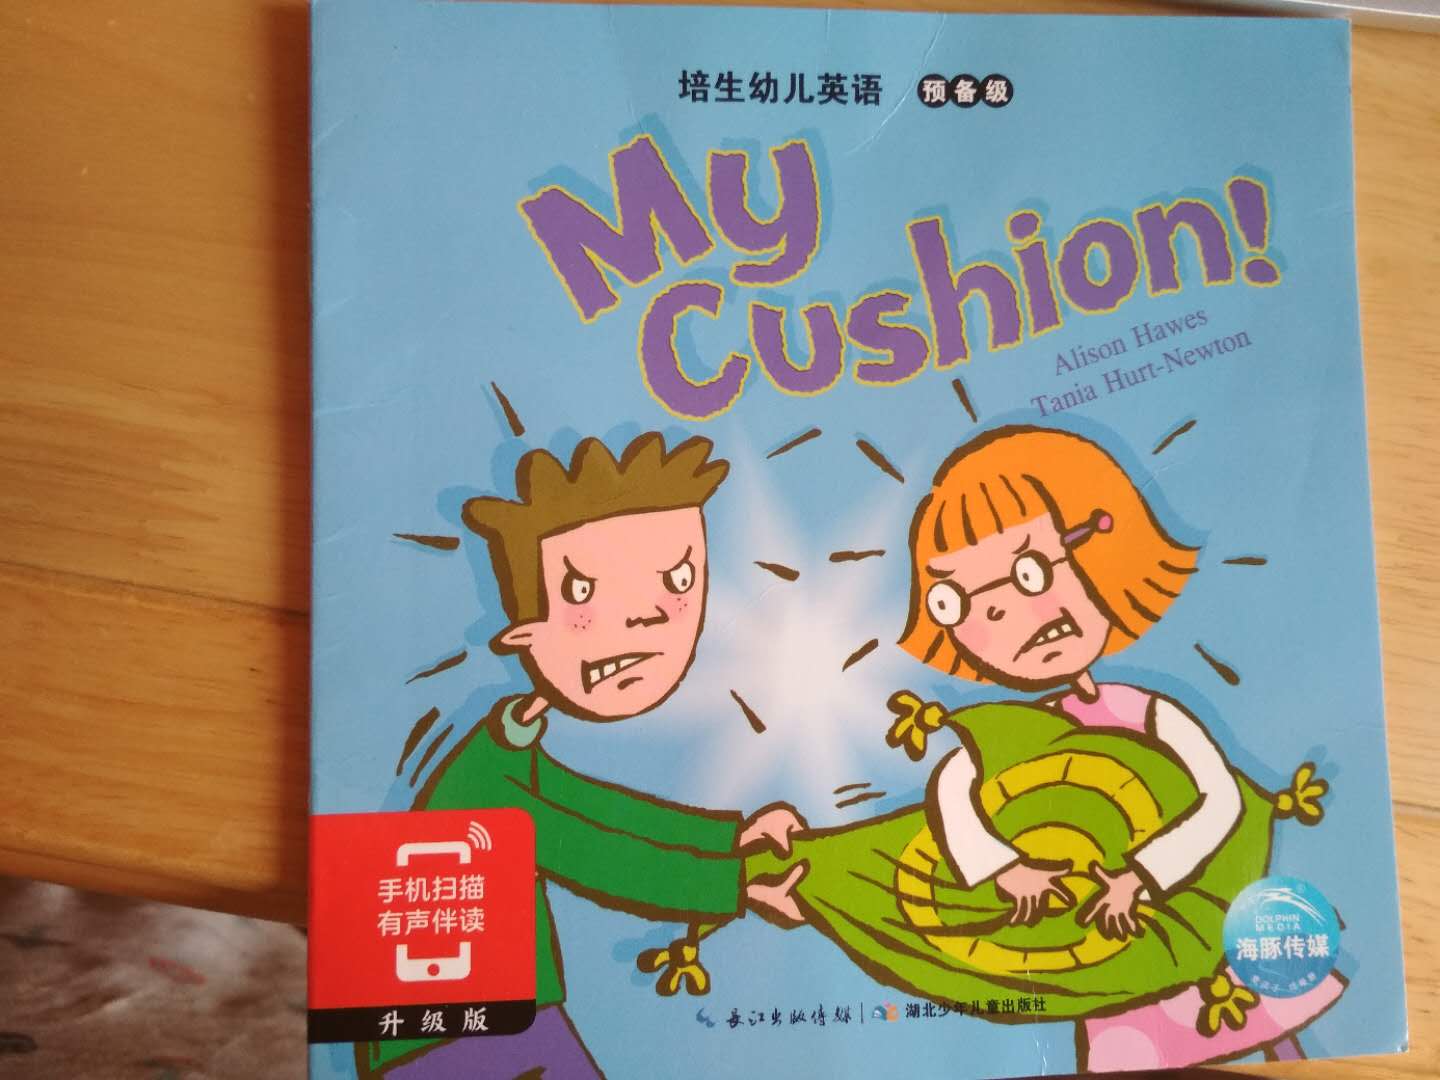 培生幼儿英语 预备级
My
Cushion!
Alison Hawes
Tania Hurt-Newton
手机扫描
有声伴读
升级版
长江出版传媒 湖北少年儿童出版社
DOLPHIN
MEDIA
海豚传媒